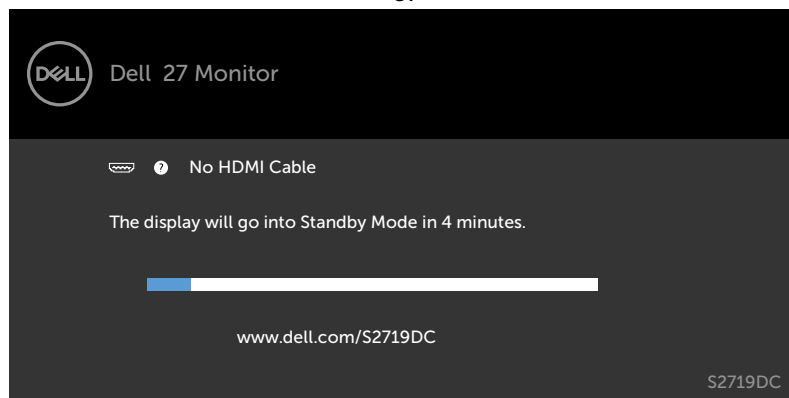 DELL Dell 27 Monitor
? No HDMI Cable
The display will go into Standby Mode in 4 minutes.
www.dell.com/S2719DC
S2719DC